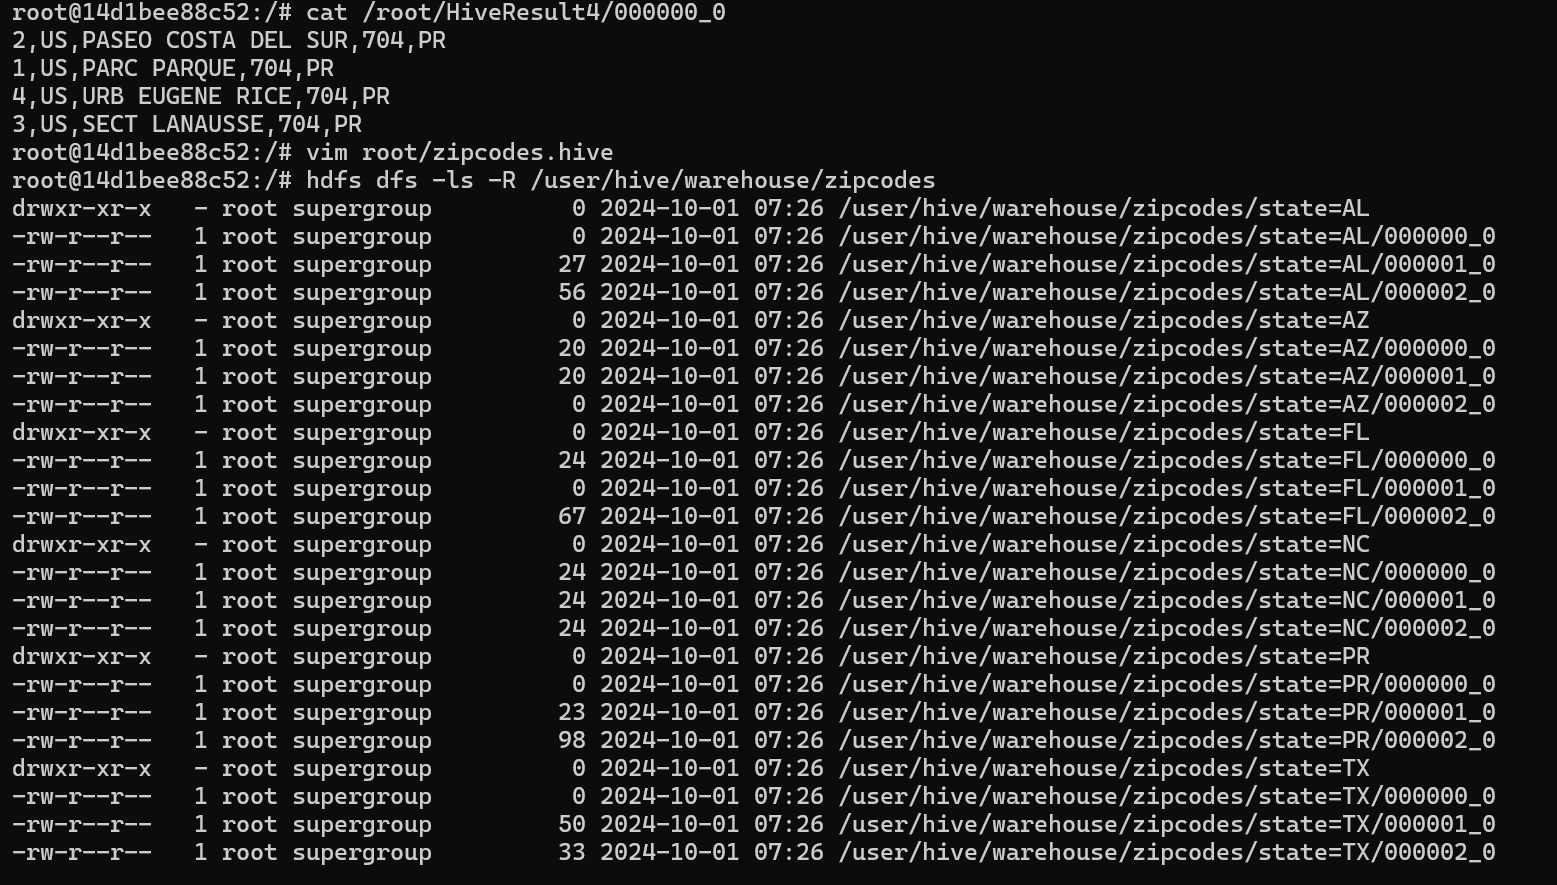 root@14d1bee88c52:/# cat /root/HiveResult4/000000_0
2,US,PASEO COSTA DEL SUR,704,PR
1,US,PARC PARQUE,704,PR
4,US,URB EUGENE RICE,704,PR
3,US,SECT LANAUSSE,704,PR
root@14d1bee88c52:/# vim root/zipcodes.hive
root@14d1bee88c52:/# hdfs dfs -ls -R /user/hive/warehouse/zipcodes
drwxr-xr-x   - root supergroup          0 2024-10-01 07:26 /user/hive/warehouse/zipcodes/state=AL
-rw-r--r--   1 root supergroup          0 2024-10-01 07:26 /user/hive/warehouse/zipcodes/state=AL/000000_0
-rw-r--r--   1 root supergroup         27 2024-10-01 07:26 /user/hive/warehouse/zipcodes/state=AL/000001_0
-rw-r--r--   1 root supergroup         56 2024-10-01 07:26 /user/hive/warehouse/zipcodes/state=AL/000002_0
drwxr-xr-x   - root supergroup          0 2024-10-01 07:26 /user/hive/warehouse/zipcodes/state=AZ
-rw-r--r--   1 root supergroup         20 2024-10-01 07:26 /user/hive/warehouse/zipcodes/state=AZ/000000_0
-rw-r--r--   1 root supergroup         20 2024-10-01 07:26 /user/hive/warehouse/zipcodes/state=AZ/000001_0
-rw-r--r--   1 root supergroup          0 2024-10-01 07:26 /user/hive/warehouse/zipcodes/state=AZ/000002_0
drwxr-xr-x   - root supergroup          0 2024-10-01 07:26 /user/hive/warehouse/zipcodes/state=FL
-rw-r--r--   1 root supergroup         24 2024-10-01 07:26 /user/hive/warehouse/zipcodes/state=FL/000000_0
-rw-r--r--   1 root supergroup          0 2024-10-01 07:26 /user/hive/warehouse/zipcodes/state=FL/000001_0
-rw-r--r--   1 root supergroup         67 2024-10-01 07:26 /user/hive/warehouse/zipcodes/state=FL/000002_0
drwxr-xr-x   - root supergroup          0 2024-10-01 07:26 /user/hive/warehouse/zipcodes/state=NC
-rw-r--r--   1 root supergroup         24 2024-10-01 07:26 /user/hive/warehouse/zipcodes/state=NC/000000_0
-rw-r--r--   1 root supergroup         24 2024-10-01 07:26 /user/hive/warehouse/zipcodes/state=NC/000001_0
-rw-r--r--   1 root supergroup         24 2024-10-01 07:26 /user/hive/warehouse/zipcodes/state=NC/000002_0
drwxr-xr-x   - root supergroup          0 2024-10-01 07:26 /user/hive/warehouse/zipcodes/state=PR
-rw-r--r--   1 root supergroup          0 2024-10-01 07:26 /user/hive/warehouse/zipcodes/state=PR/000000_0
-rw-r--r--   1 root supergroup         23 2024-10-01 07:26 /user/hive/warehouse/zipcodes/state=PR/000001_0
-rw-r--r--   1 root supergroup         98 2024-10-01 07:26 /user/hive/warehouse/zipcodes/state=PR/000002_0
drwxr-xr-x   - root supergroup          0 2024-10-01 07:26 /user/hive/warehouse/zipcodes/state=TX
-rw-r--r--   1 root supergroup          0 2024-10-01 07:26 /user/hive/warehouse/zipcodes/state=TX/000000_0
-rw-r--r--   1 root supergroup         50 2024-10-01 07:26 /user/hive/warehouse/zipcodes/state=TX/000001_0
-rw-r--r--   1 root supergroup         33 2024-10-01 07:26 /user/hive/warehouse/zipcodes/state=TX/000002_0